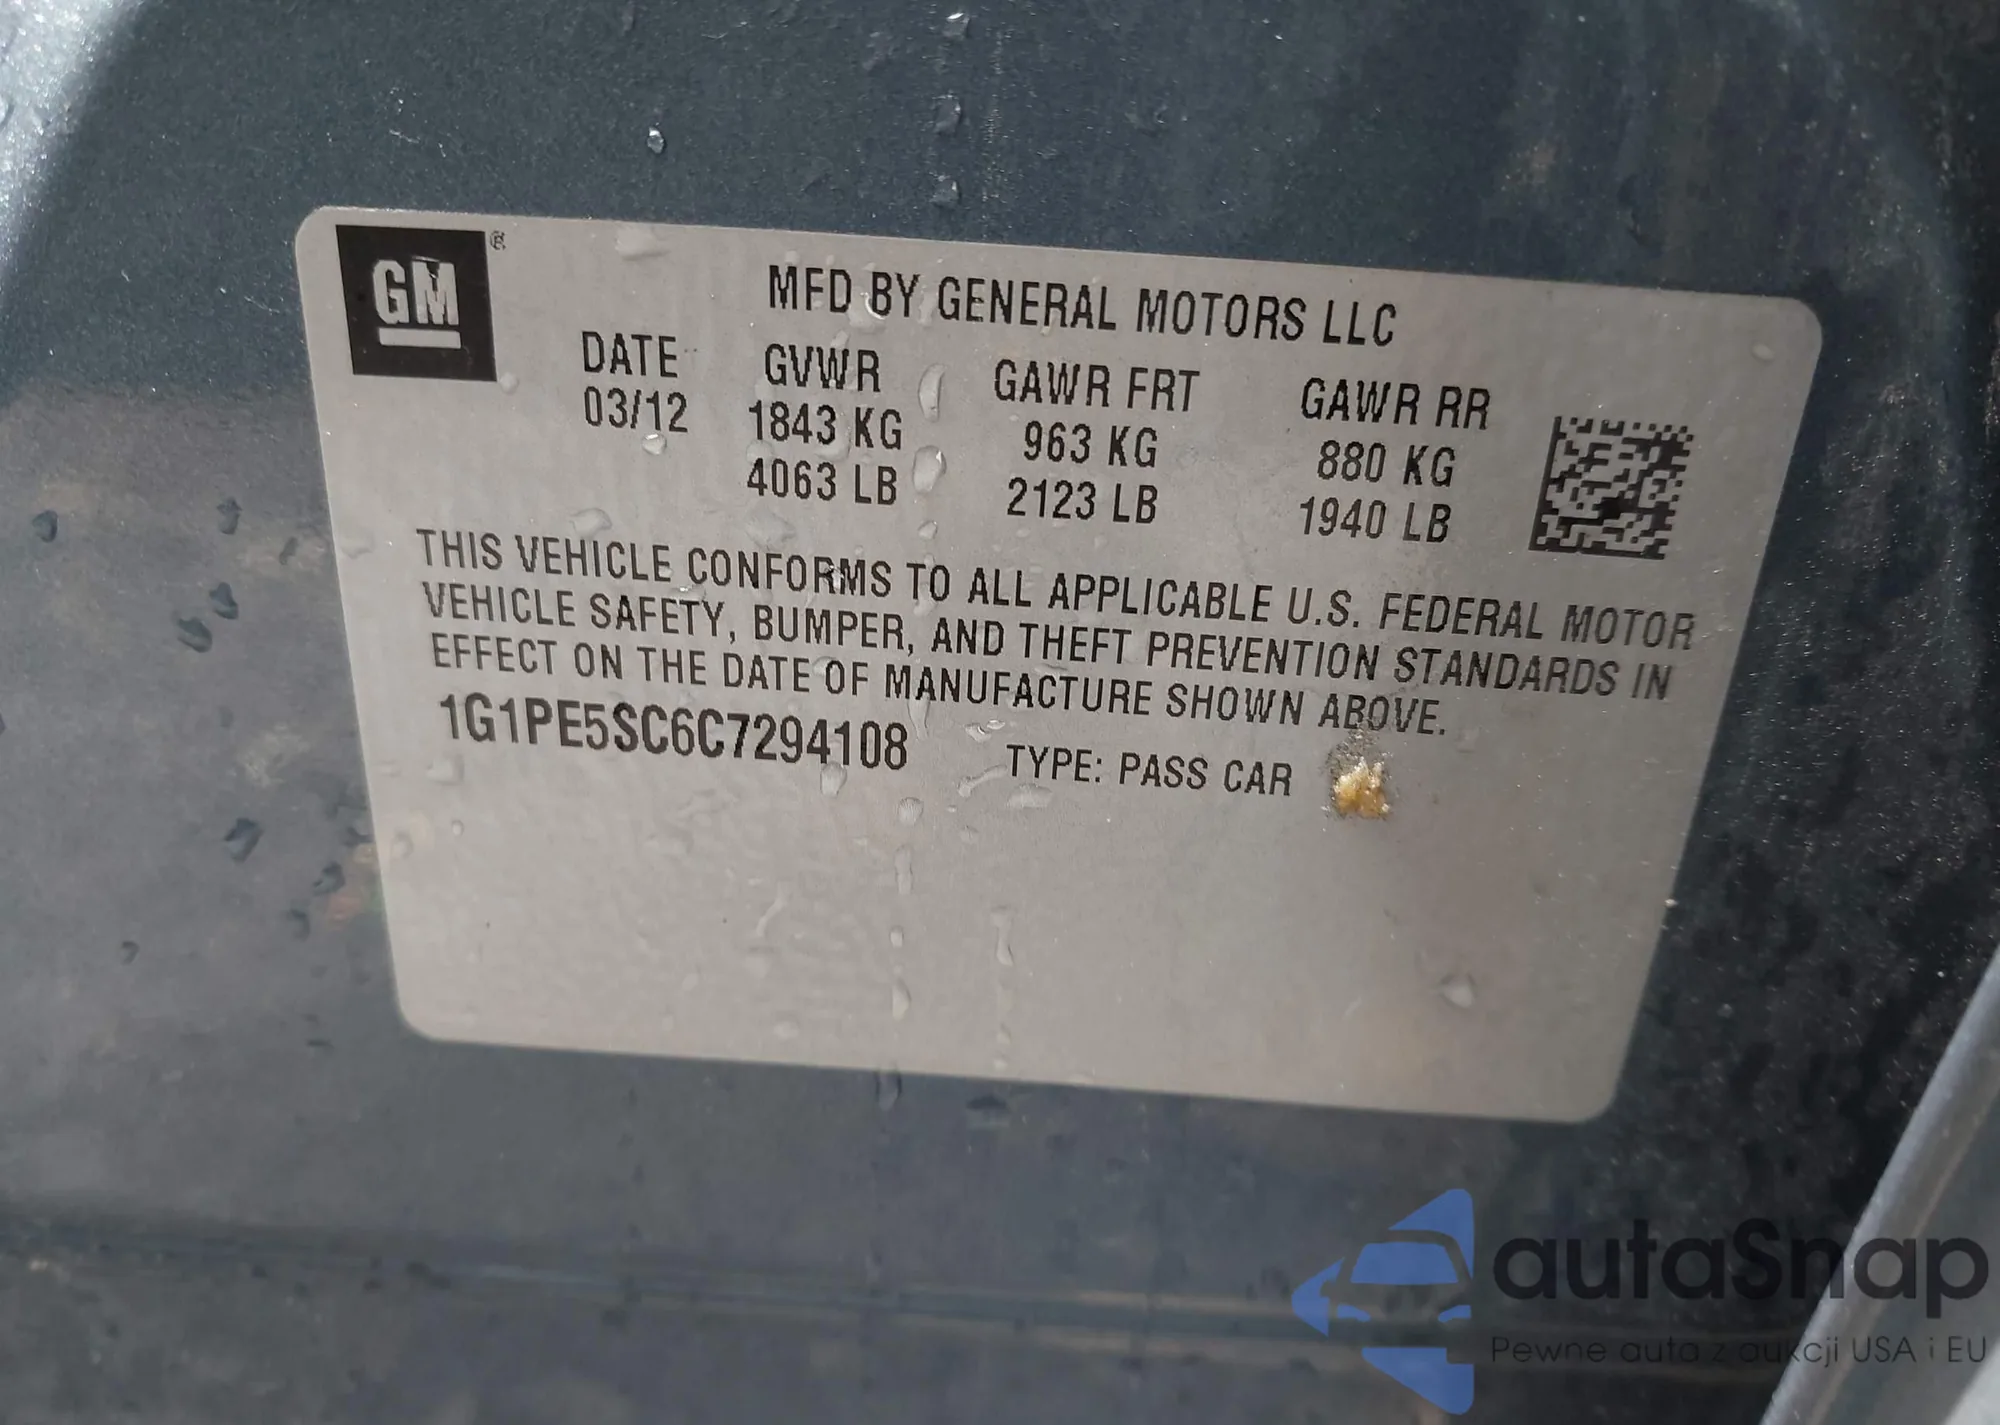 GM ®
MFD BY GENERAL MOTORS LLC
DATE GVWR GAWR FRT GAWR RR
03/12 1843 KG 963 KG 880 KG
4063 LB 2123 LB 1940 LB
THIS VEHICLE CONFORMS TO ALL APPLICABLE U.S. FEDERAL MOTOR
VEHICLE SAFETY, BUMPER, AND THEFT PREVENTION STANDARDS IN
EFFECT ON THE DATE OF MANUFACTURE SHOWN ABOVE.
1G1PE5SC6C7294108 TYPE: PASS CAR
autaSnap
Pewne auta z aukcji USA i EU